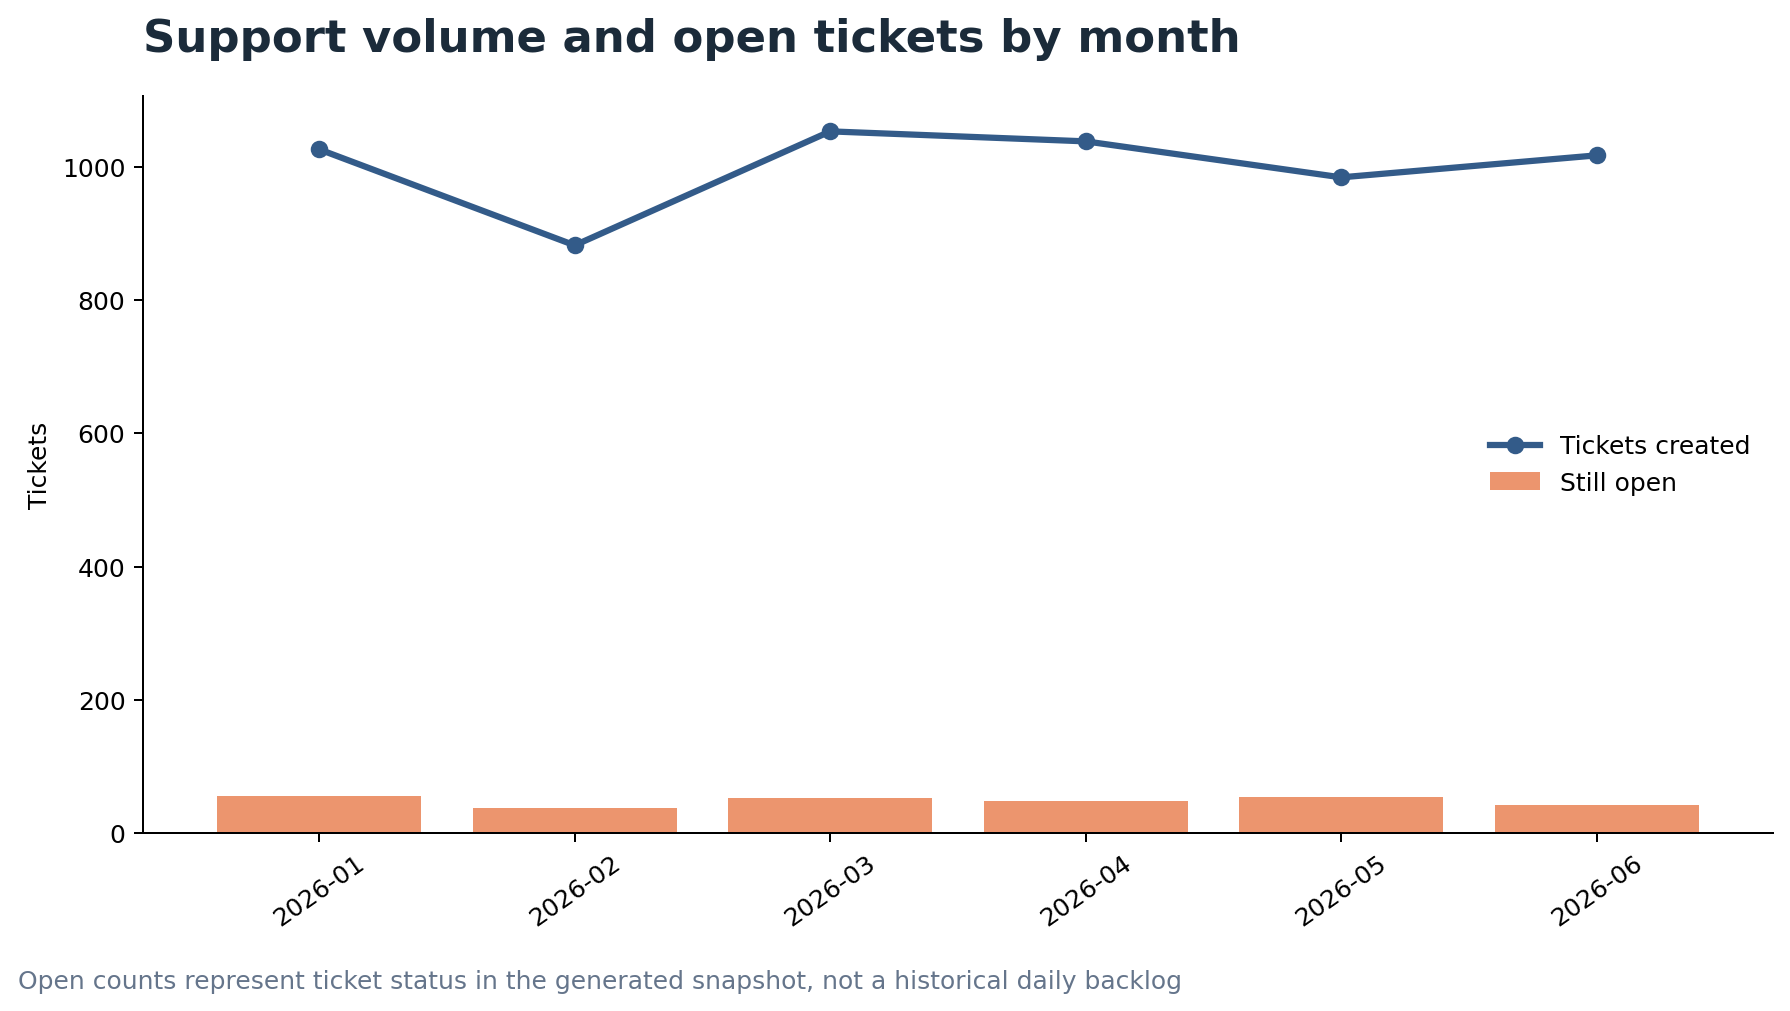 Support volume and open tickets by month
1000
800
600
400
200
0
Tickets
Tickets created
Still open
2026-01
2026-02
2026-03
2026-04
2026-05
2026-06
Open counts represent ticket status in the generated snapshot, not a historical daily backlog